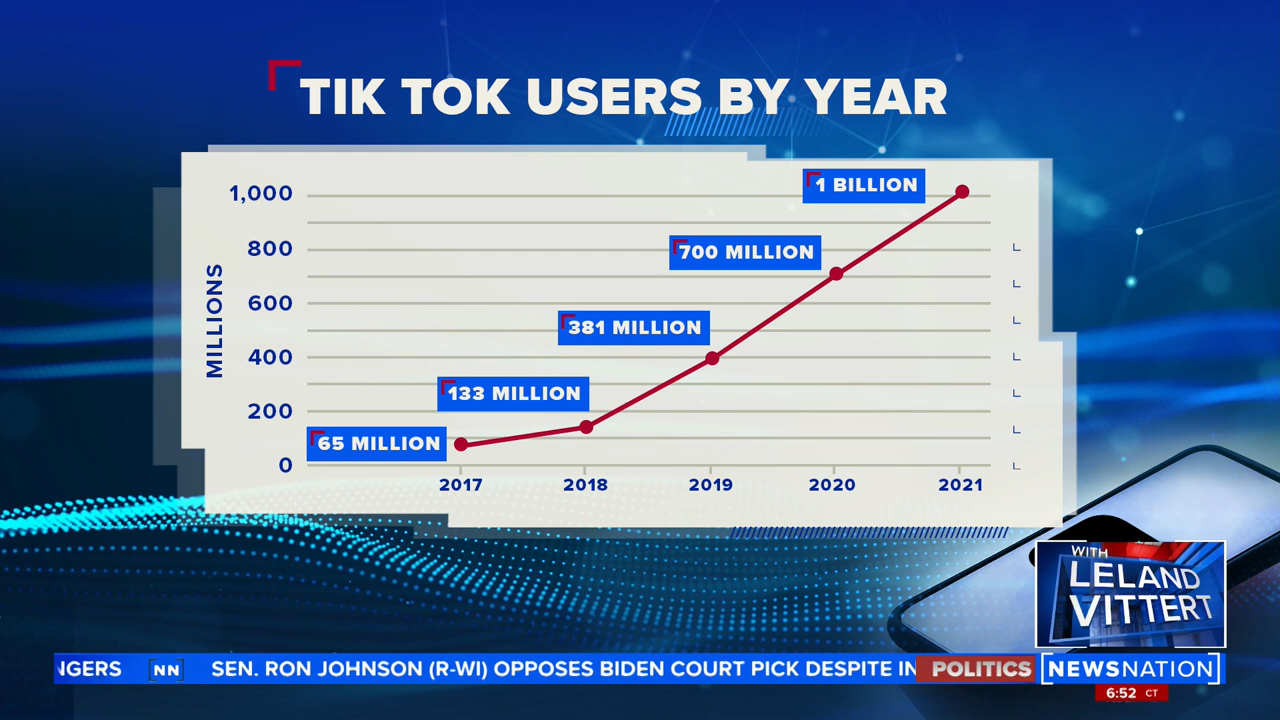 TIK TOK USERS BY YEAR
1,000
800
600
400
200
0
MILLIONS
1 BILLION
700 MILLION
381 MILLION
133 MILLION
65 MILLION
2017 2018 2019 2020 2021
WITH
LELAND
VITTERT
NGERS NN SEN. RON JOHNSON (R-WI) OPPOSES BIDEN COURT PICK DESPITE IN POLITICS NEWSNATION
6:52 CT